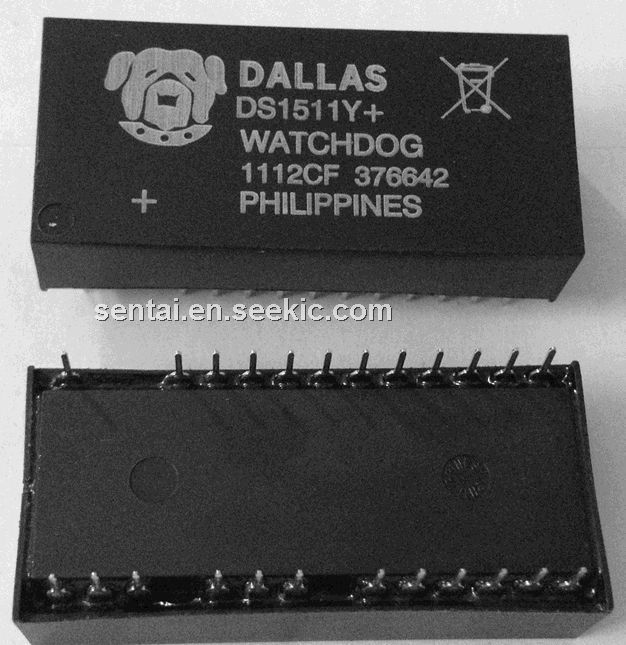 DALLAS
DS1511Y+
WATCHDOG
1112CF 376642
+ PHILIPPINES
sentai.en.seekic.com